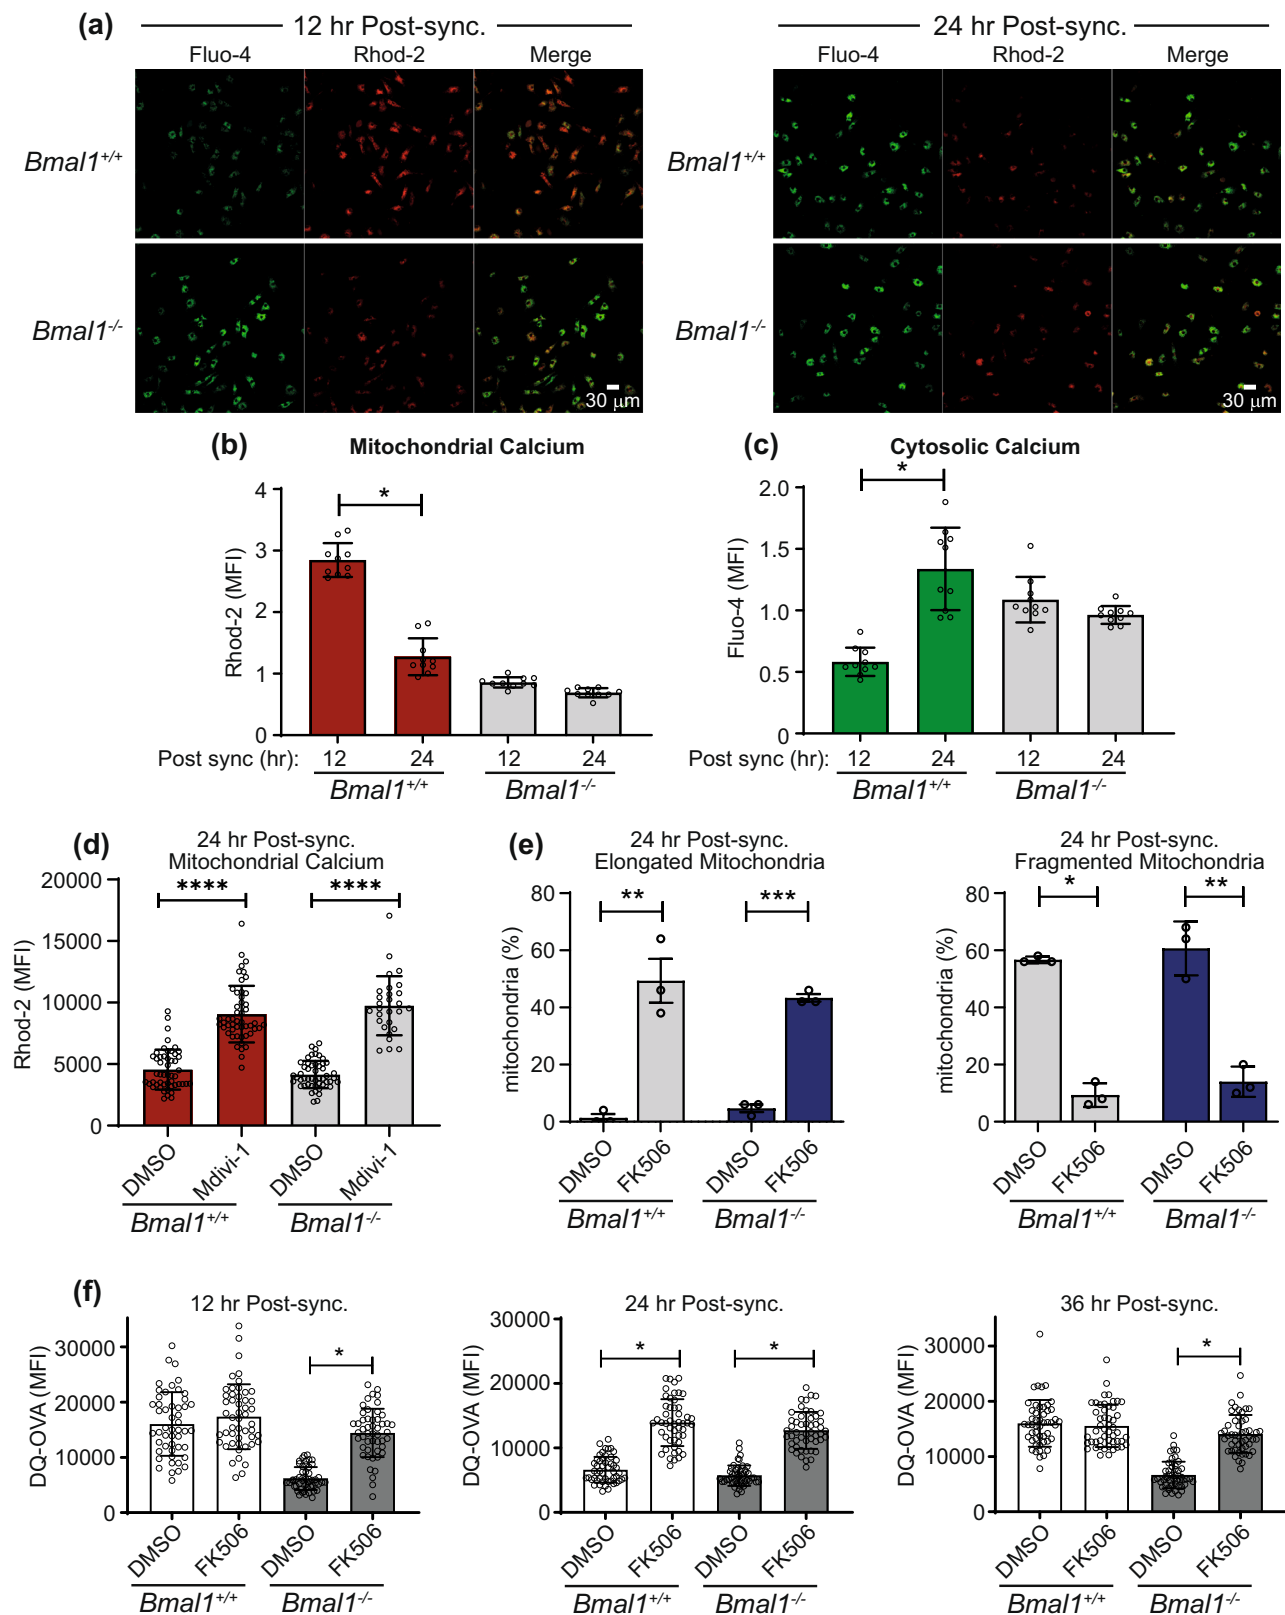 (a) 12 hr Post-sync. 24 hr Post-sync.
Fluo-4 Rhod-2 Merge Fluo-4 Rhod-2 Merge
Bmal1+/+ Bmal1+/+
Bmal1-/- Bmal1-/-
30 µm 30 µm
(b) Mitochondrial Calcium
Rhod-2 (MFI)
4
3
2
1
0
*
Post sync (hr): 12 24 12 24
Bmal1+/+ Bmal1-/-
(c) Cytosolic Calcium
Fluo-4 (MFI)
2.0
1.5
1.0
0.5
0.0
*
Post sync (hr): 12 24 12 24
Bmal1+/+ Bmal1-/-
(d) 24 hr Post-sync.
Mitochondrial Calcium
Rhod-2 (MFI)
20000
15000
10000
5000
0
**** ****
DMSO Mdivi-1 DMSO Mdivi-1
Bmal1+/+ Bmal1-/-
(e) 24 hr Post-sync.
Elongated Mitochondria
mitochondria (%)
80
60
40
20
0
** ***
DMSO FK506 DMSO FK506
Bmal1+/+ Bmal1-/-
24 hr Post-sync.
Fragmented Mitochondria
mitochondria (%)
80
60
40
20
0
* **
DMSO FK506 DMSO FK506
Bmal1+/+ Bmal1-/-
(f) 12 hr Post-sync.
DQ-OVA (MFI)
30000
20000
10000
0
*
DMSO FK506 DMSO FK506
Bmal1+/+ Bmal1-/-
24 hr Post-sync.
DQ-OVA (MFI)
30000
20000
10000
0
* *
DMSO FK506 DMSO FK506
Bmal1+/+ Bmal1-/-
36 hr Post-sync.
DQ-OVA (MFI)
30000
20000
10000
0
*
DMSO FK506 DMSO FK506
Bmal1+/+ Bmal1-/-